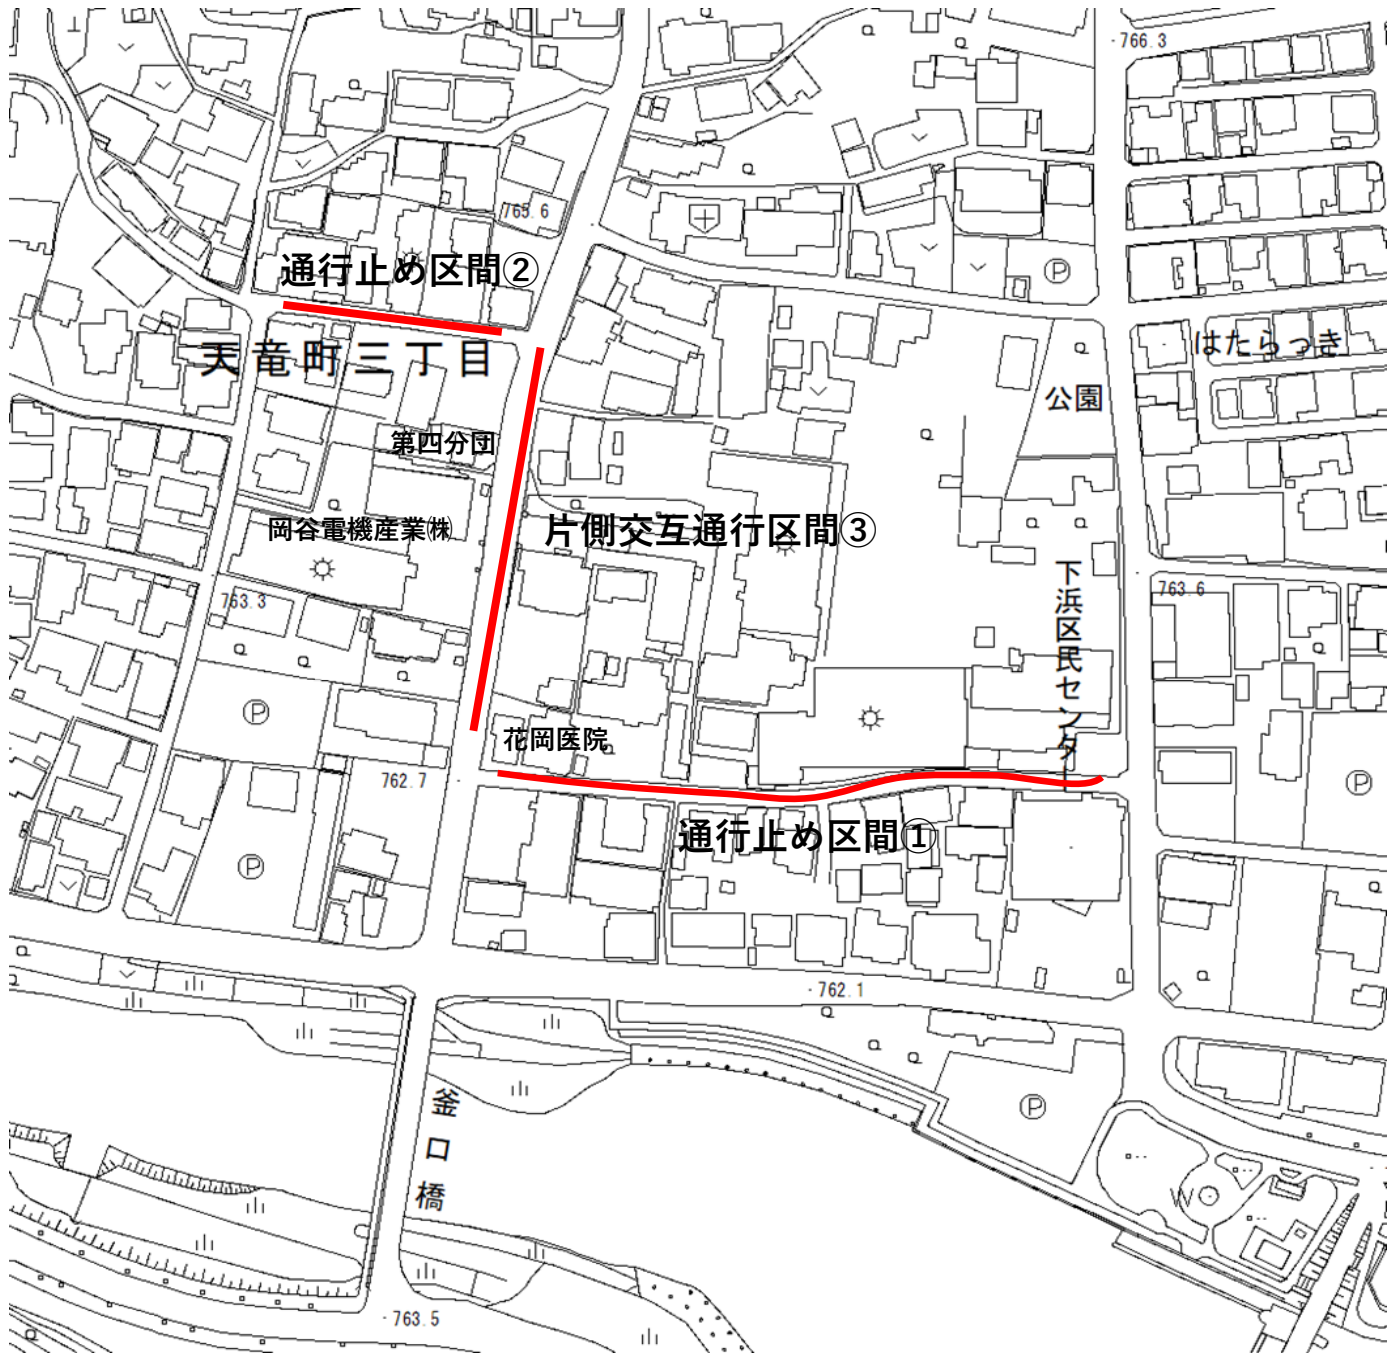 766.3
765.6
通行止め区間②
はたらっき
天竜町三丁目
公園
第四分団
岡谷電機産業㈱
片側交互通行区間③
763.3
763.6
下浜区民センター
花岡医院
762.7
通行止め区間①
762.1
釜口橋
763.5